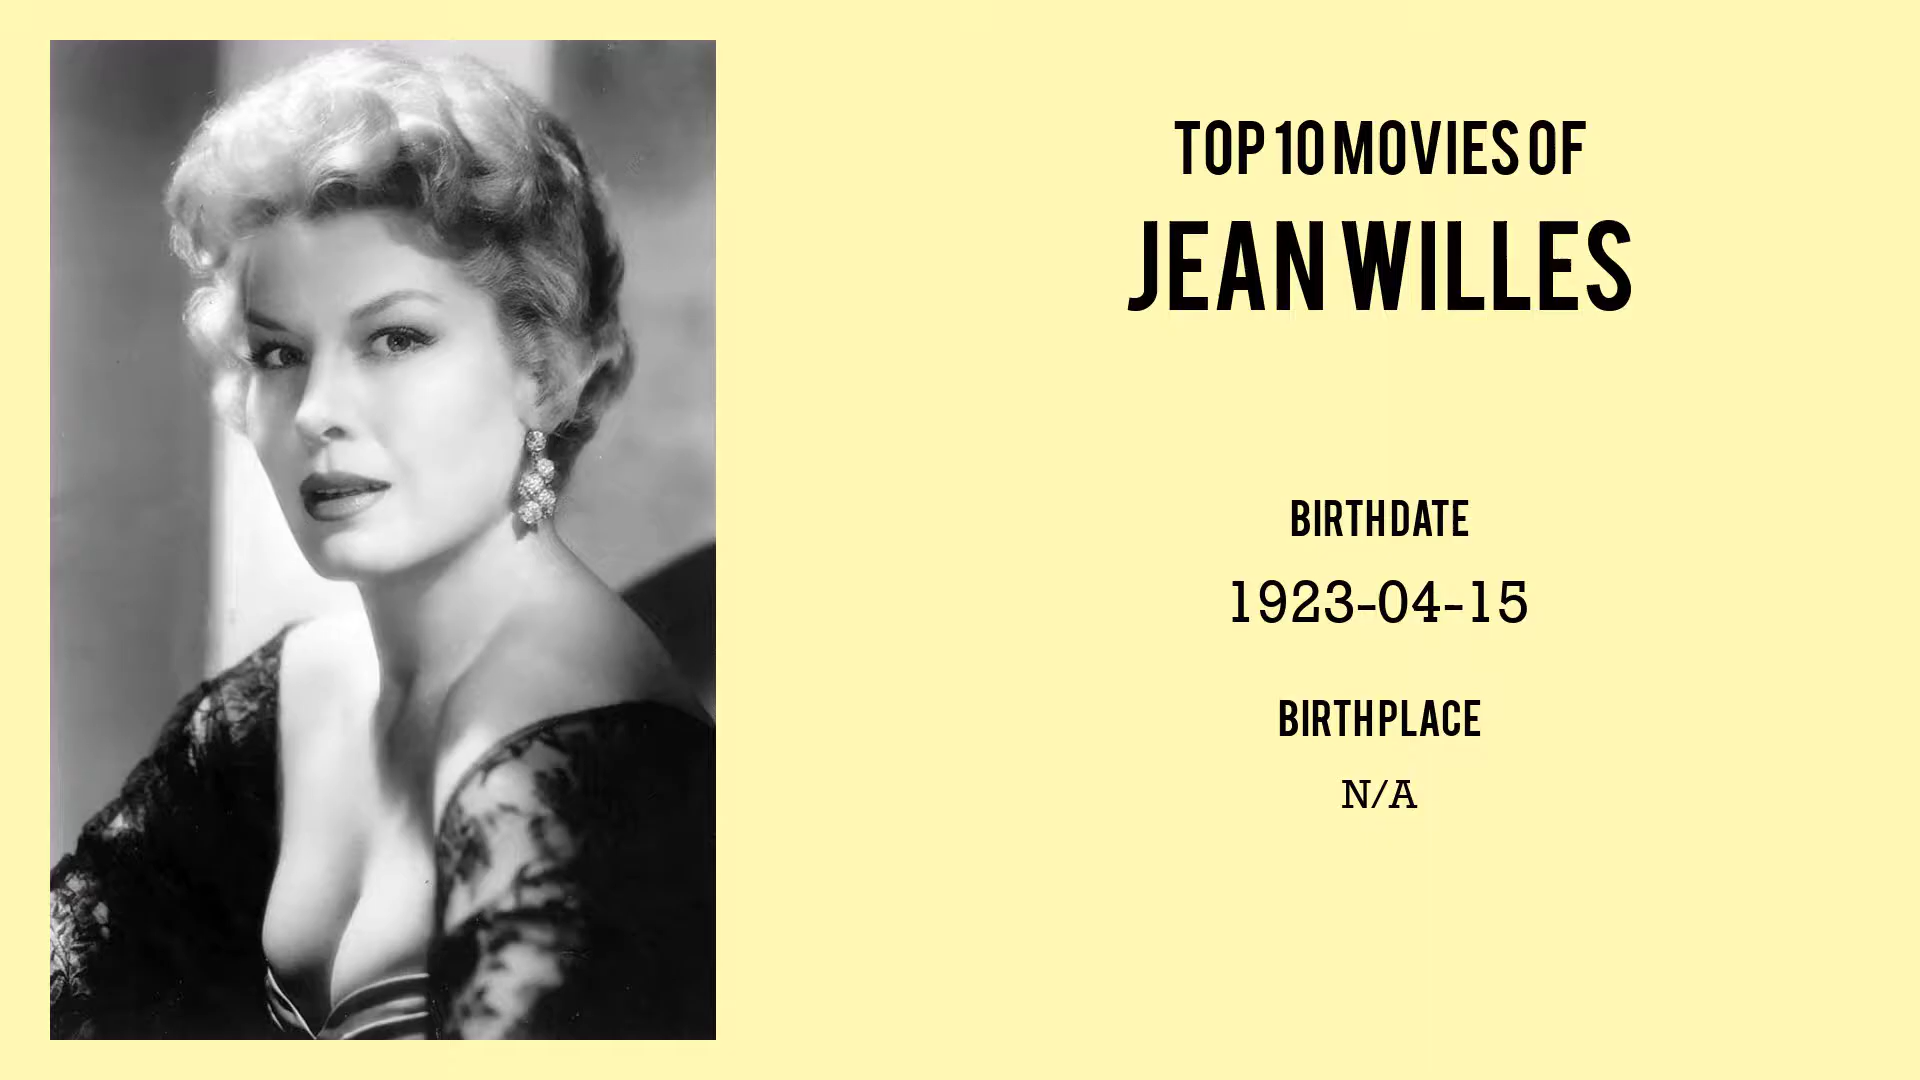 TOP 10 MOVIES OF
JEAN WILLES
BIRTHDATE
1923-04-15
BIRTHPLACE
N/A